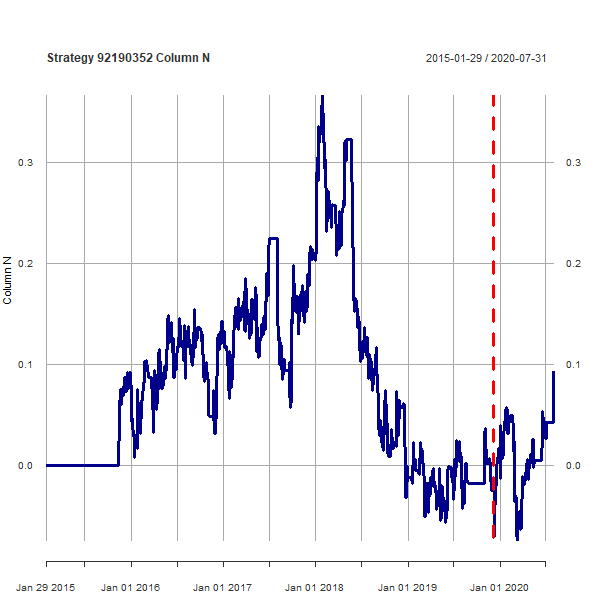 Strategy 92190352 Column N
2015-01-29 / 2020-07-31
0.3
0.3
0.2
0.2
0.1
0.1
0.0
0.0
Column N
Jan 29 2015
Jan 01 2016
Jan 01 2017
Jan 01 2018
Jan 01 2019
Jan 01 2020